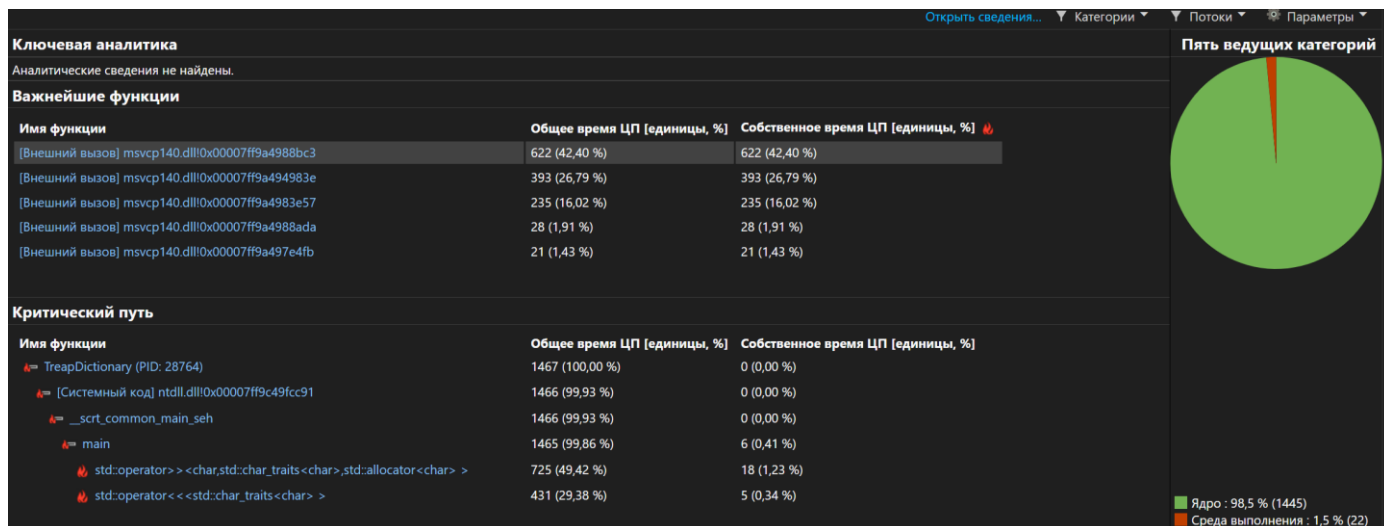 Открыть сведения... Категории Потоки Параметры
Ключевая аналитика
Аналитические сведения не найдены.
Важнейшие функции
Имя функции Общее время ЦП [единицы, %] Собственное время ЦП [единицы, %]
[Внешний вызов] msvcp140.dll!0x00007ff9a4988bc3 622 (42,40 %) 622 (42,40 %)
[Внешний вызов] msvcp140.dll!0x00007ff9a494983e 393 (26,79 %) 393 (26,79 %)
[Внешний вызов] msvcp140.dll!0x00007ff9a4983e57 235 (16,02 %) 235 (16,02 %)
[Внешний вызов] msvcp140.dll!0x00007ff9a4988ada 28 (1,91 %) 28 (1,91 %)
[Внешний вызов] msvcp140.dll!0x00007ff9a497e4fb 21 (1,43 %) 21 (1,43 %)
Критический путь
Имя функции Общее время ЦП [единицы, %] Собственное время ЦП [единицы, %]
TreapDictionary (PID: 28764) 1467 (100,00 %) 0 (0,00 %)
[Системный код] ntdll.dll!0x00007ff9c49fcc91 1466 (99,93 %) 0 (0,00 %)
__scrt_common_main_seh 1466 (99,93 %) 0 (0,00 %)
main 1465 (99,86 %) 6 (0,41 %)
std::operator>><char,std::char_traits<char>,std::allocator<char> > 725 (49,42 %) 18 (1,23 %)
std::operator<<<std::char_traits<char> > 431 (29,38 %) 5 (0,34 %)
Пять ведущих категорий
Ядро : 98,5 % (1445)
Среда выполнения : 1,5 % (22)